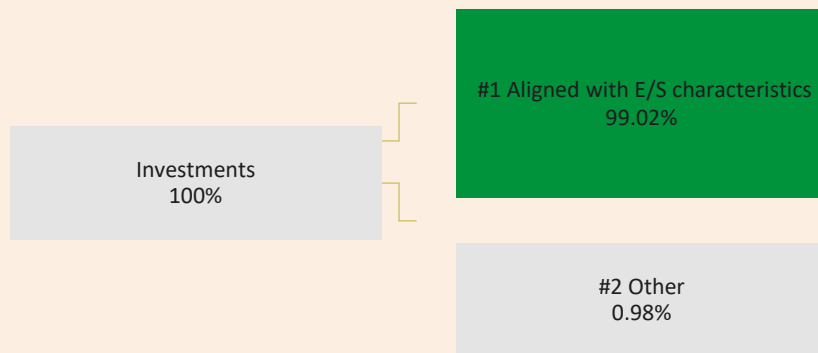 #1 Aligned with E/S characteristics
99.02%
Investments
100%
#2 Other
0.98%